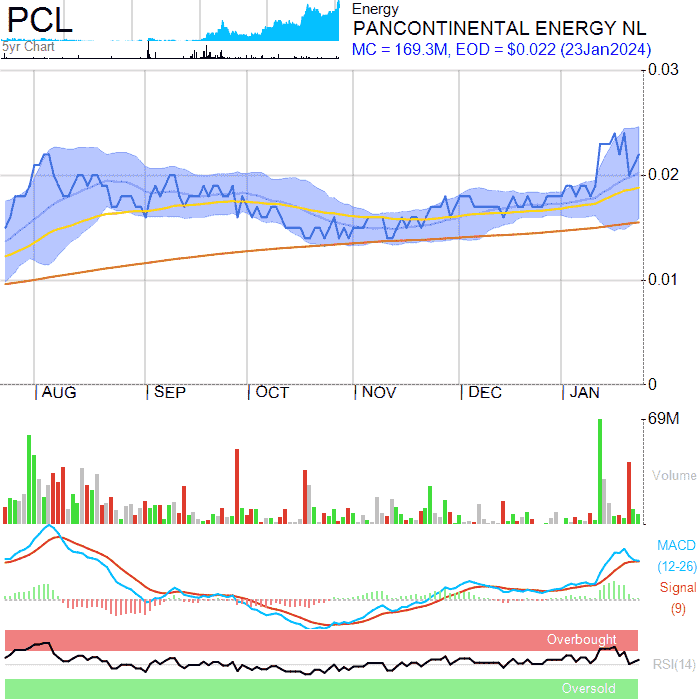 PCL
5yr Chart
Energy
PANCONTINENTAL ENERGY NL
MC = 169.3M, EOD = $0.022 (23Jan2024)
0.03
0.02
0.01
0
AUG SEP OCT NOV DEC JAN
69M
Volume
MACD
(12-26)
Signal
(9)
Overbought
RSI(14)
Oversold